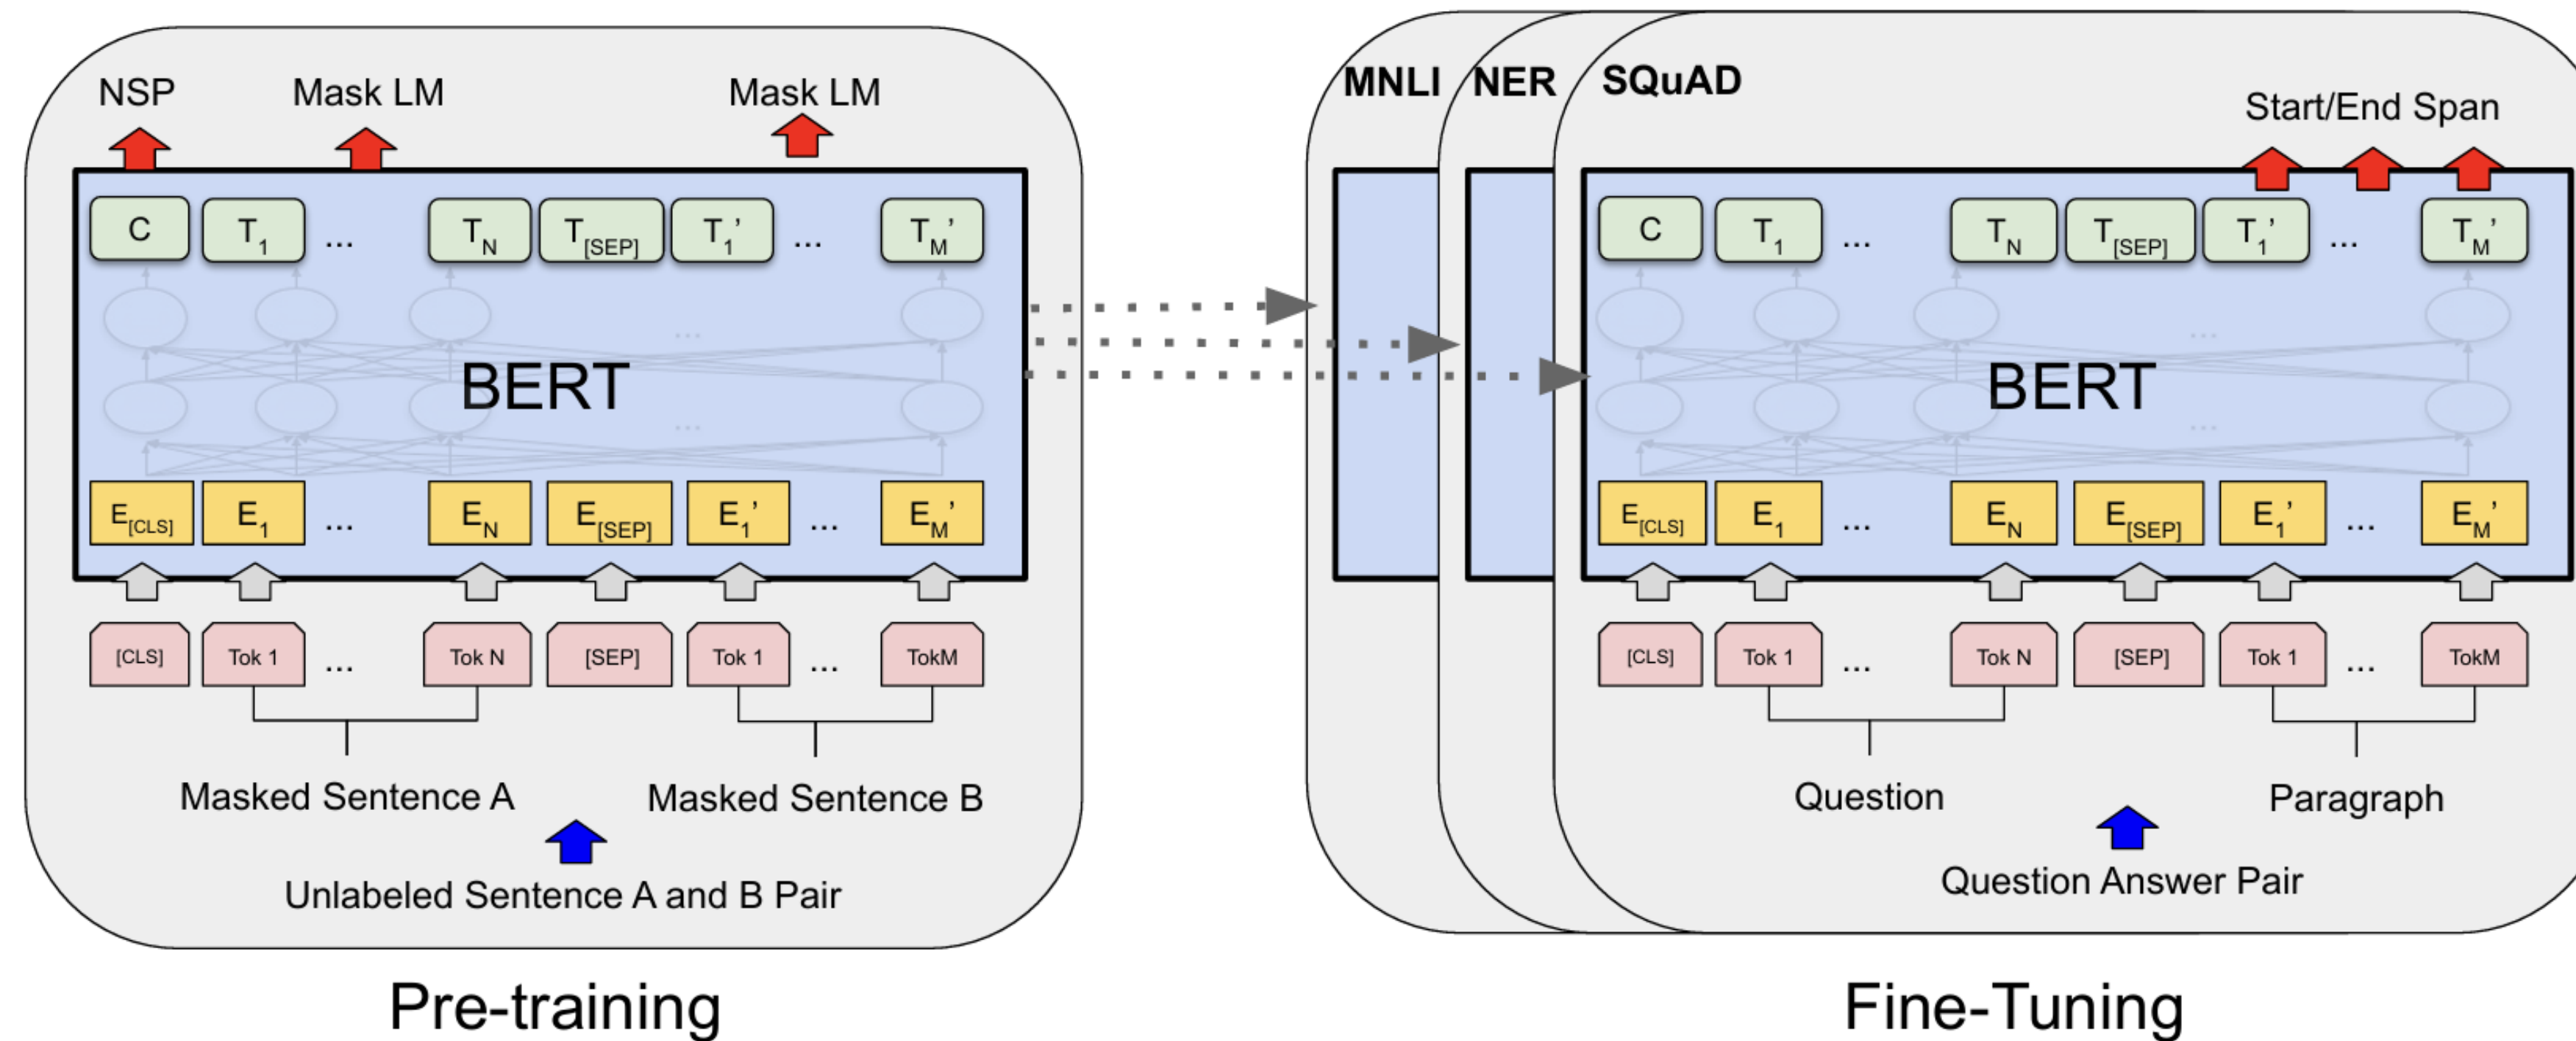 NSP Mask LM Mask LM
C T1 ... TN T[SEP] T1’ ... TM’
...
BERT
...
E[CLS] E1 ... EN E[SEP] E1’ ... EM’
[CLS] Tok 1 ... Tok N [SEP] Tok 1 ... TokM
Masked Sentence A Masked Sentence B
Unlabeled Sentence A and B Pair
Pre-training
MNLI NER SQuAD
Start/End Span
C T1 ... TN T[SEP] T1’ ... TM’
...
BERT
...
E[CLS] E1 ... EN E[SEP] E1’ ... EM’
[CLS] Tok 1 ... Tok N [SEP] Tok 1 ... TokM
Question Paragraph
Question Answer Pair
Fine-Tuning